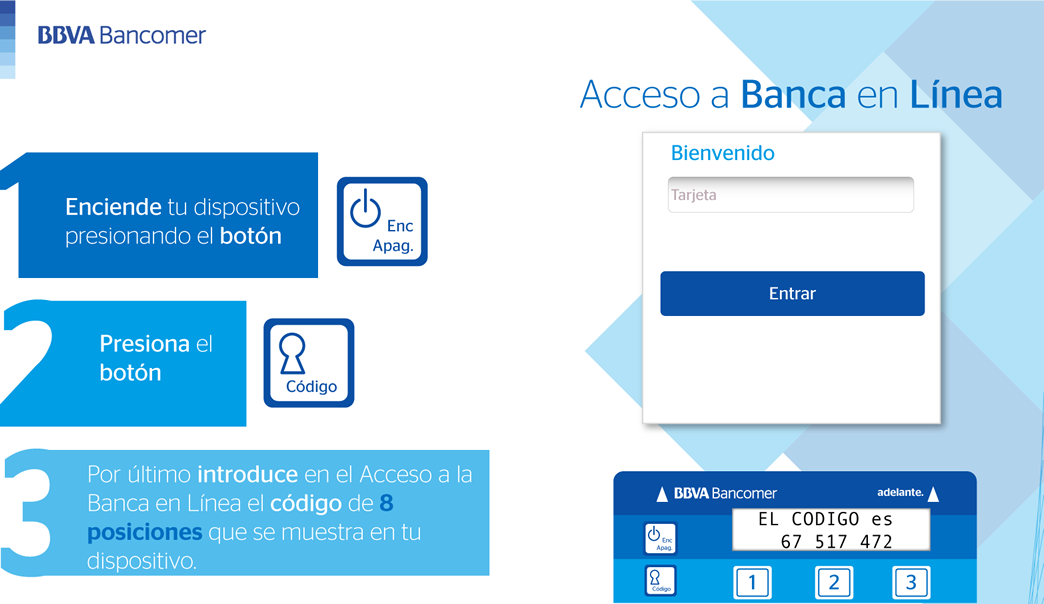 BBVA Bancomer
Acceso a Banca en Línea
Bienvenido
Tarjeta
Entrar
1
Enciende tu dispositivo
presionando el botón
Enc
Apag.
2
Presiona el
botón
Código
3
Por último introduce en el Acceso a la
Banca en Línea el código de 8
posiciones que se muestra en tu
dispositivo.
BBVA Bancomer
adelante.
EL CODIGO es
67 517 472
Enc
Apag.
Código
1
2
3